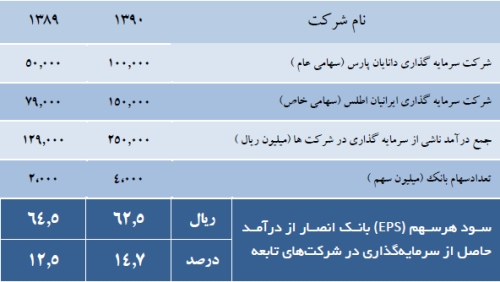 نام شرکت ۱۳۹۰ ۱۳۸۹
شرکت سرمایه گذاری دانایان پارس (سهامی عام) ۱۰۰,۰۰۰ ۵۰,۰۰۰
شرکت سرمایه گذاری ایرانیان اطلس (سهامی خاص) ۱۵۰,۰۰۰ ۷۹,۰۰۰
جمع درآمد ناشی از سرمایه گذاری در شرکت ها (میلیون ریال) ۲۵۰,۰۰۰ ۱۲۹,۰۰۰
تعدادسهام بانک (میلیون سهم) ۴,۰۰۰ ۲,۰۰۰
سود هرسهم (EPS) بانک انصار از درآمد
حاصل از سرمایه‌گذاری در شرکت‌های تابعه
ریال ۶۲,۵ ۶۴,۵
درصد ۱۴,۷ ۱۲,۵